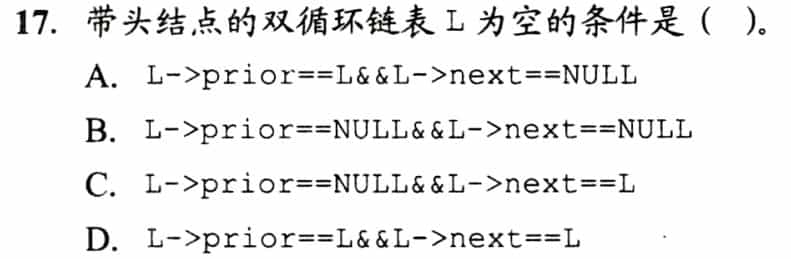 17. 带头结点的双循环链表 L 为空的条件是（ ）。
A. L->prior==L&&L->next==NULL
B. L->prior==NULL&&L->next==NULL
C. L->prior==NULL&&L->next==L
D. L->prior==L&&L->next==L